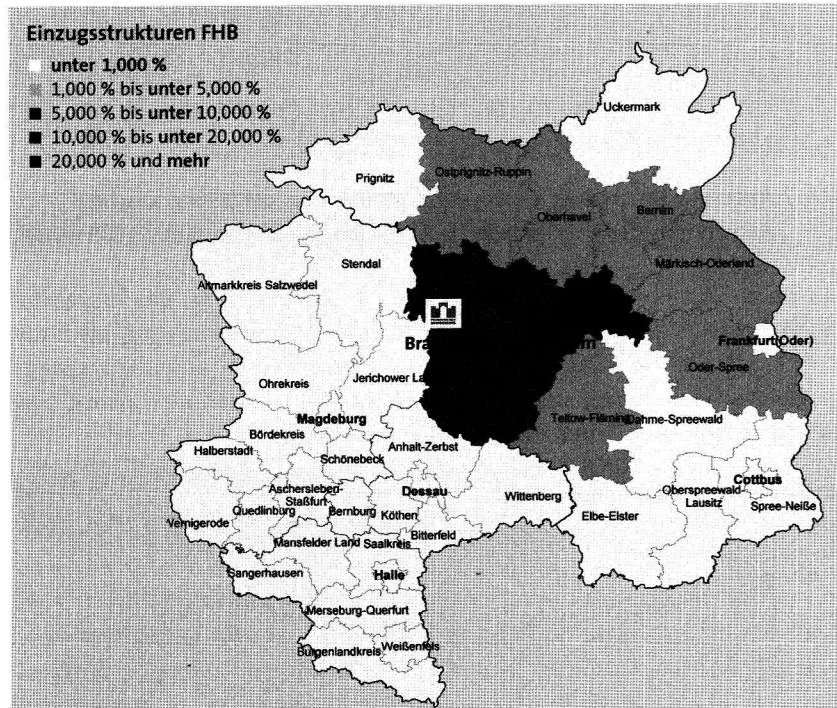 Einzugsstrukturen FHB
unter 1,000 %
1,000 % bis unter 5,000 %
5,000 % bis unter 10,000 %
10,000 % bis unter 20,000 %
20,000 % und mehr
Uckermark
Prignitz
Ostprignitz-Ruppin
Oberhavel
Barnim
Stendal
Märkisch-Oderland
Altmarkkreis Salzwedel
Frankfurt(Oder)
Jerichower La
Oder-Spree
Ohrekreis
Magdeburg
Teltow-Fläming
Dahme-Spreewald
Bördekreis
Anhalt-Zerbst
Halberstadt
Schönebeck
Cottbus
Aschersleben-
Staßfurt
Dessau
Wittenberg
Oberspreewald-
Lausitz
Quedlinburg
Bernburg
Köthen
Elbe-Elster
Spree-Neiße
Wernigerode
Bitterfeld
Mansfelder Land
Saalkreis
Sangerhausen
Halle
Merseburg-Querfurt
Burgenlandkreis
Weißenfels